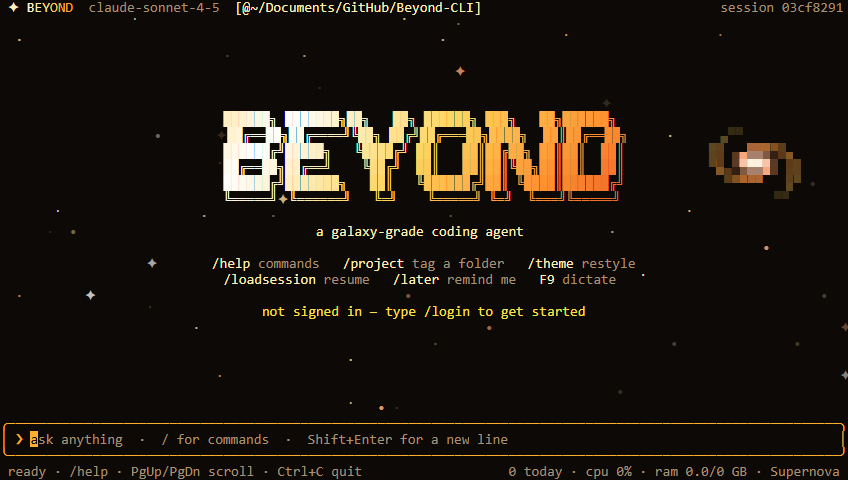 ✦ BEYOND claude-sonnet-4-5 [@~/Documents/GitHub/Beyond-CLI] session 03cf8291
BEYOND
a galaxy-grade coding agent
/help commands /project tag a folder /theme restyle
/loadsession resume /later remind me F9 dictate
not signed in — type /login to get started
❯ ask anything · / for commands · Shift+Enter for a new line
ready · /help · PgUp/PgDn scroll · Ctrl+C quit 0 today · cpu 0% · ram 0.0/0 GB · Supernova